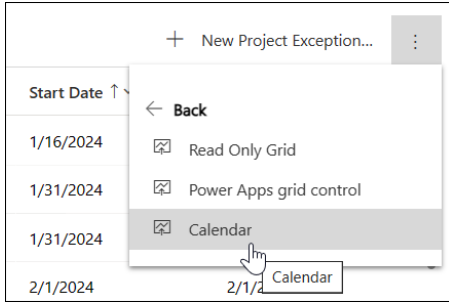 + New Project Exception...
Start Date ↑
← Back
1/16/2024
Read Only Grid
1/31/2024
Power Apps grid control
1/31/2024
Calendar
Calendar
2/1/2024
2/1/2